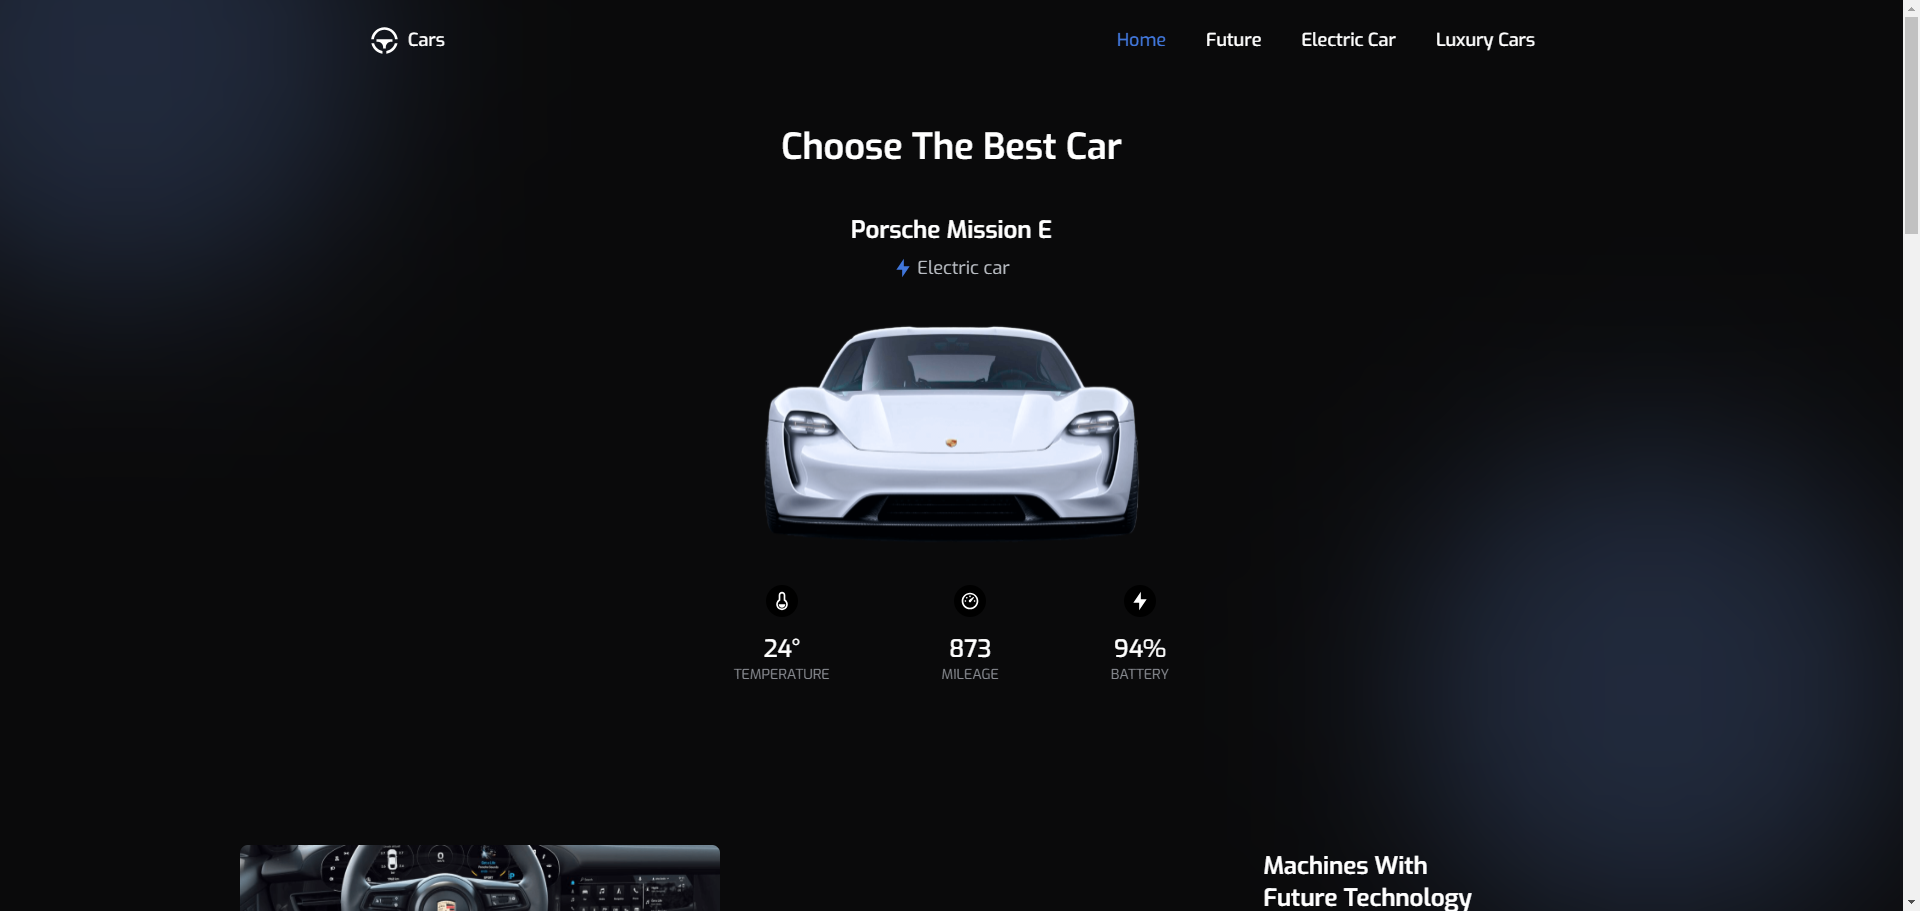 Cars
Home
Future
Electric Car
Luxury Cars
Choose The Best Car
Porsche Mission E
Electric car
24°
873
94%
TEMPERATURE
MILEAGE
BATTERY
Machines With
Future Technology